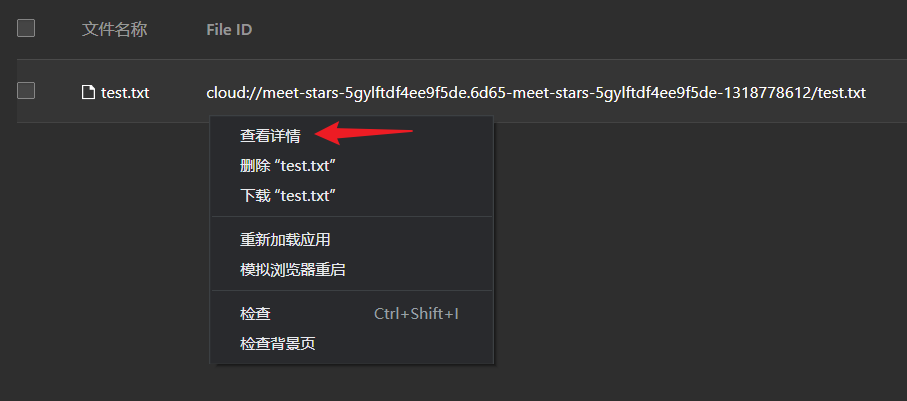 文件名称 File ID
test.txt cloud://meet-stars-5gylftdf4ee9f5de.6d65-meet-stars-5gylftdf4ee9f5de-1318778612/test.txt
查看详情
删除 “test.txt”
下载 “test.txt”
重新加载应用
模拟浏览器重启
检查 Ctrl+Shift+I
检查背景页